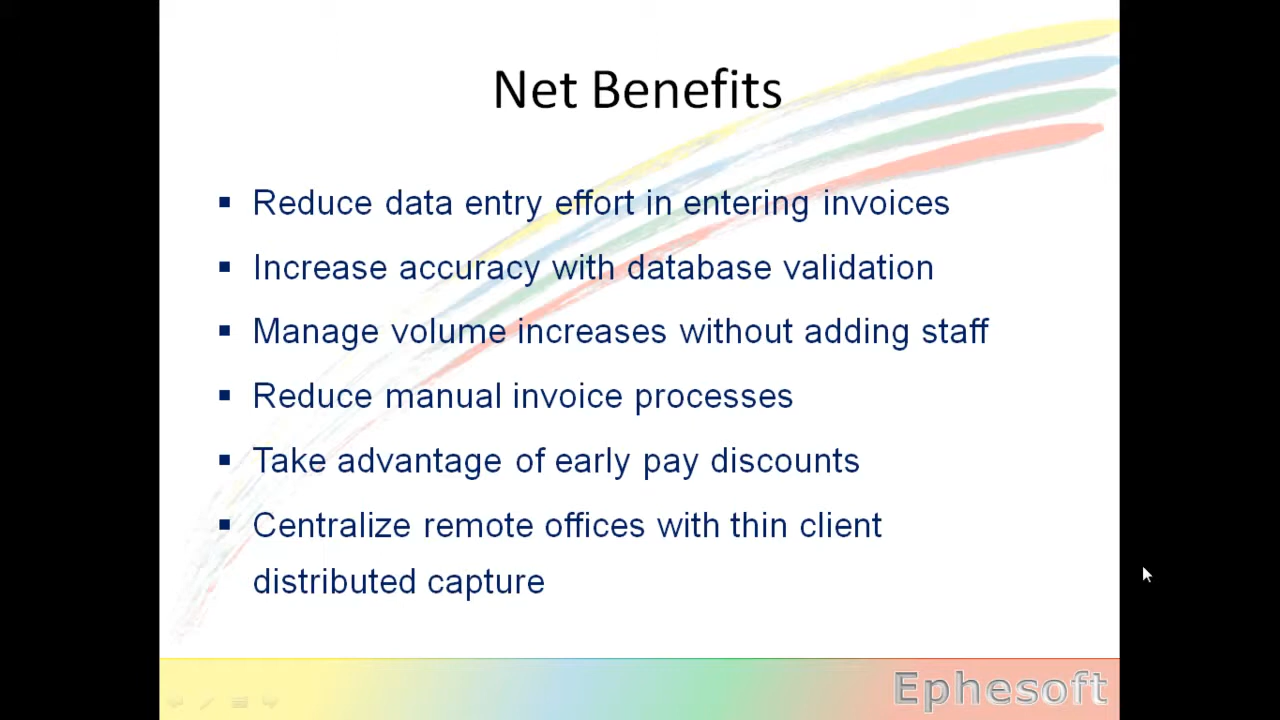 Net Benefits
▪ Reduce data entry effort in entering invoices
▪ Increase accuracy with database validation
▪ Manage volume increases without adding staff
▪ Reduce manual invoice processes
▪ Take advantage of early pay discounts
▪ Centralize remote offices with thin client
distributed capture
Ephesoft